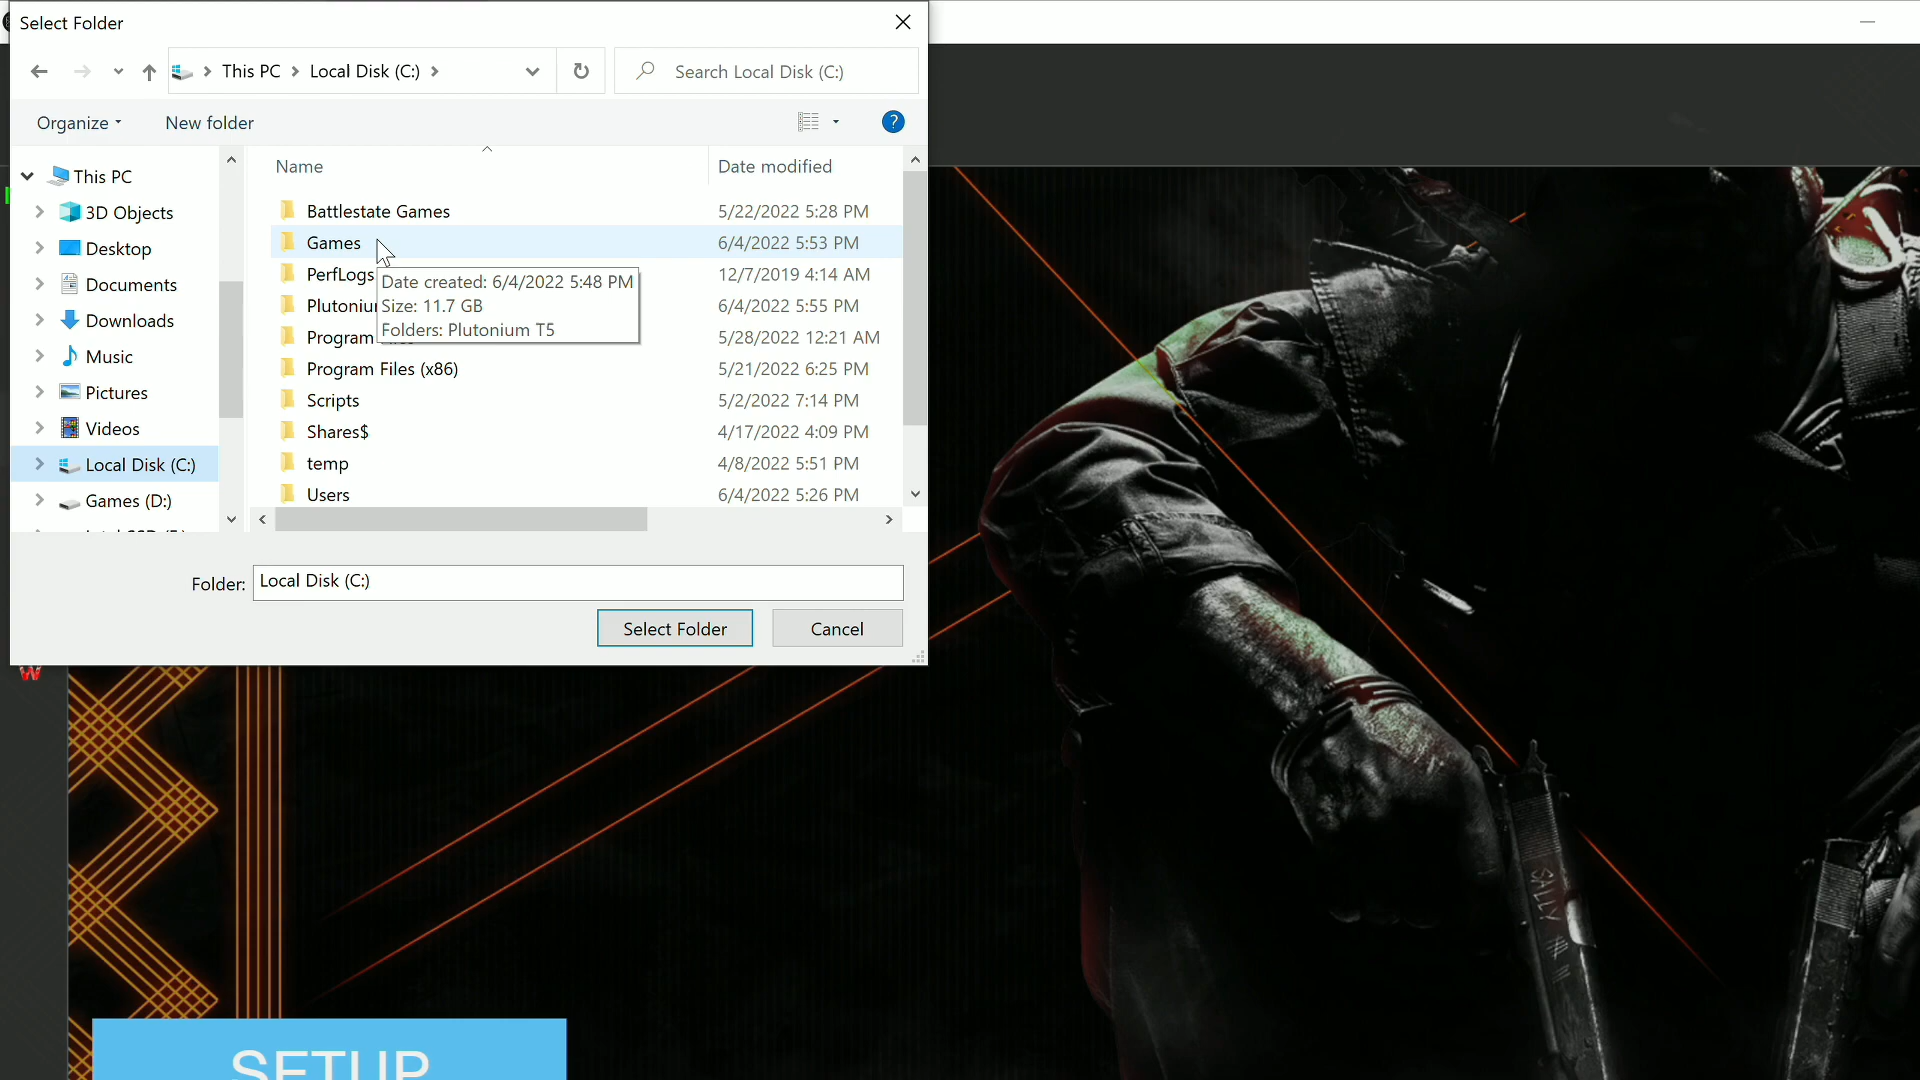 Select Folder
This PC
Local Disk (C:)
Search Local Disk (C:)
Organize
New folder
?
Name
Date modified
This PC
3D Objects
Desktop
Documents
Downloads
Music
Pictures
Videos
Local Disk (C:)
Games (D:)
Battlestate Games 5/22/2022 5:28 PM
Games 6/4/2022 5:53 PM
PerfLogs 12/7/2019 4:14 AM
6/4/2022 5:55 PM
Program 5/28/2022 12:21 AM
Program Files (x86) 5/21/2022 6:25 PM
Scripts 5/2/2022 7:14 PM
Shares$ 4/17/2022 4:09 PM
temp 4/8/2022 5:51 PM
Users 6/4/2022 5:26 PM
Date created: 6/4/2022 5:48 PM
Size: 11.7 GB
Folders: Plutonium T5
Folder: Local Disk (C:)
Select Folder
Cancel
W
SALLY
SETUP